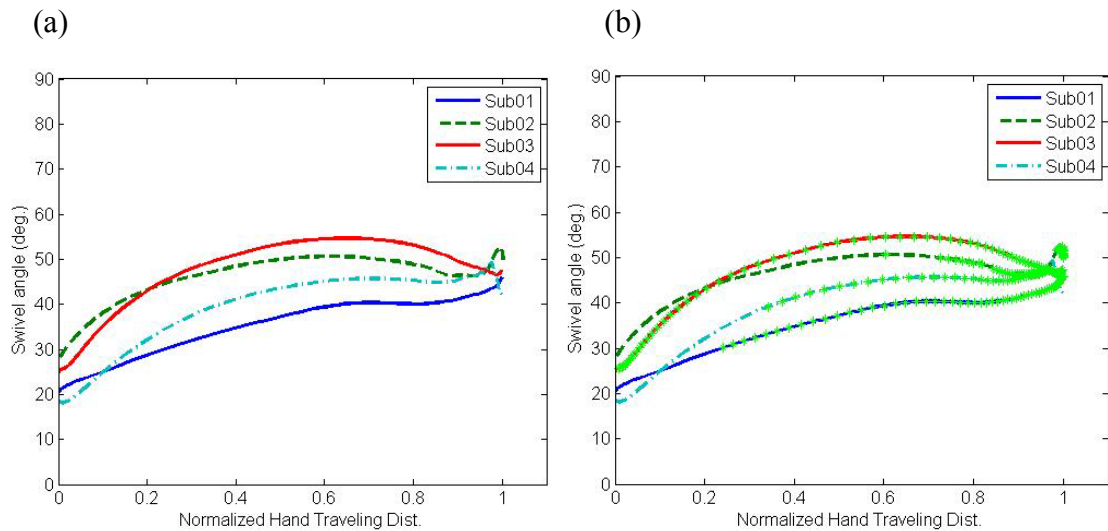 (a)
90
80
70
60
50
40
30
20
10
0
Swivel angle (deg.)
0 0.2 0.4 0.6 0.8 1
Normalized Hand Traveling Dist.
Sub01
Sub02
Sub03
Sub04
(b)
90
80
70
60
50
40
30
20
10
0
Swivel angle (deg.)
0 0.2 0.4 0.6 0.8 1
Normalized Hand Traveling Dist.
Sub01
Sub02
Sub03
Sub04